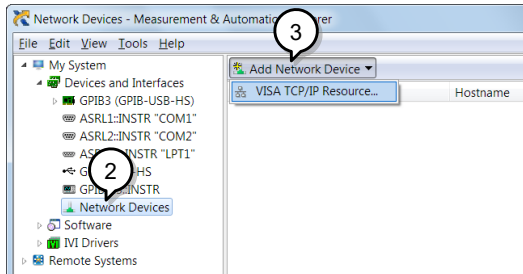 Network Devices - Measurement & Automati rer
3
File Edit View Tools Help
My System
Devices and Interfaces
GPIB3 (GPIB-USB-HS)
ASRL1::INSTR "COM1"
ASRL2::INSTR "COM2"
INSTR "LPT1"
2
-HS
INSTR
Network Devices
Software
IVI Drivers
Remote Systems
Add Network Device
VISA TCP/IP Resource...
Hostname